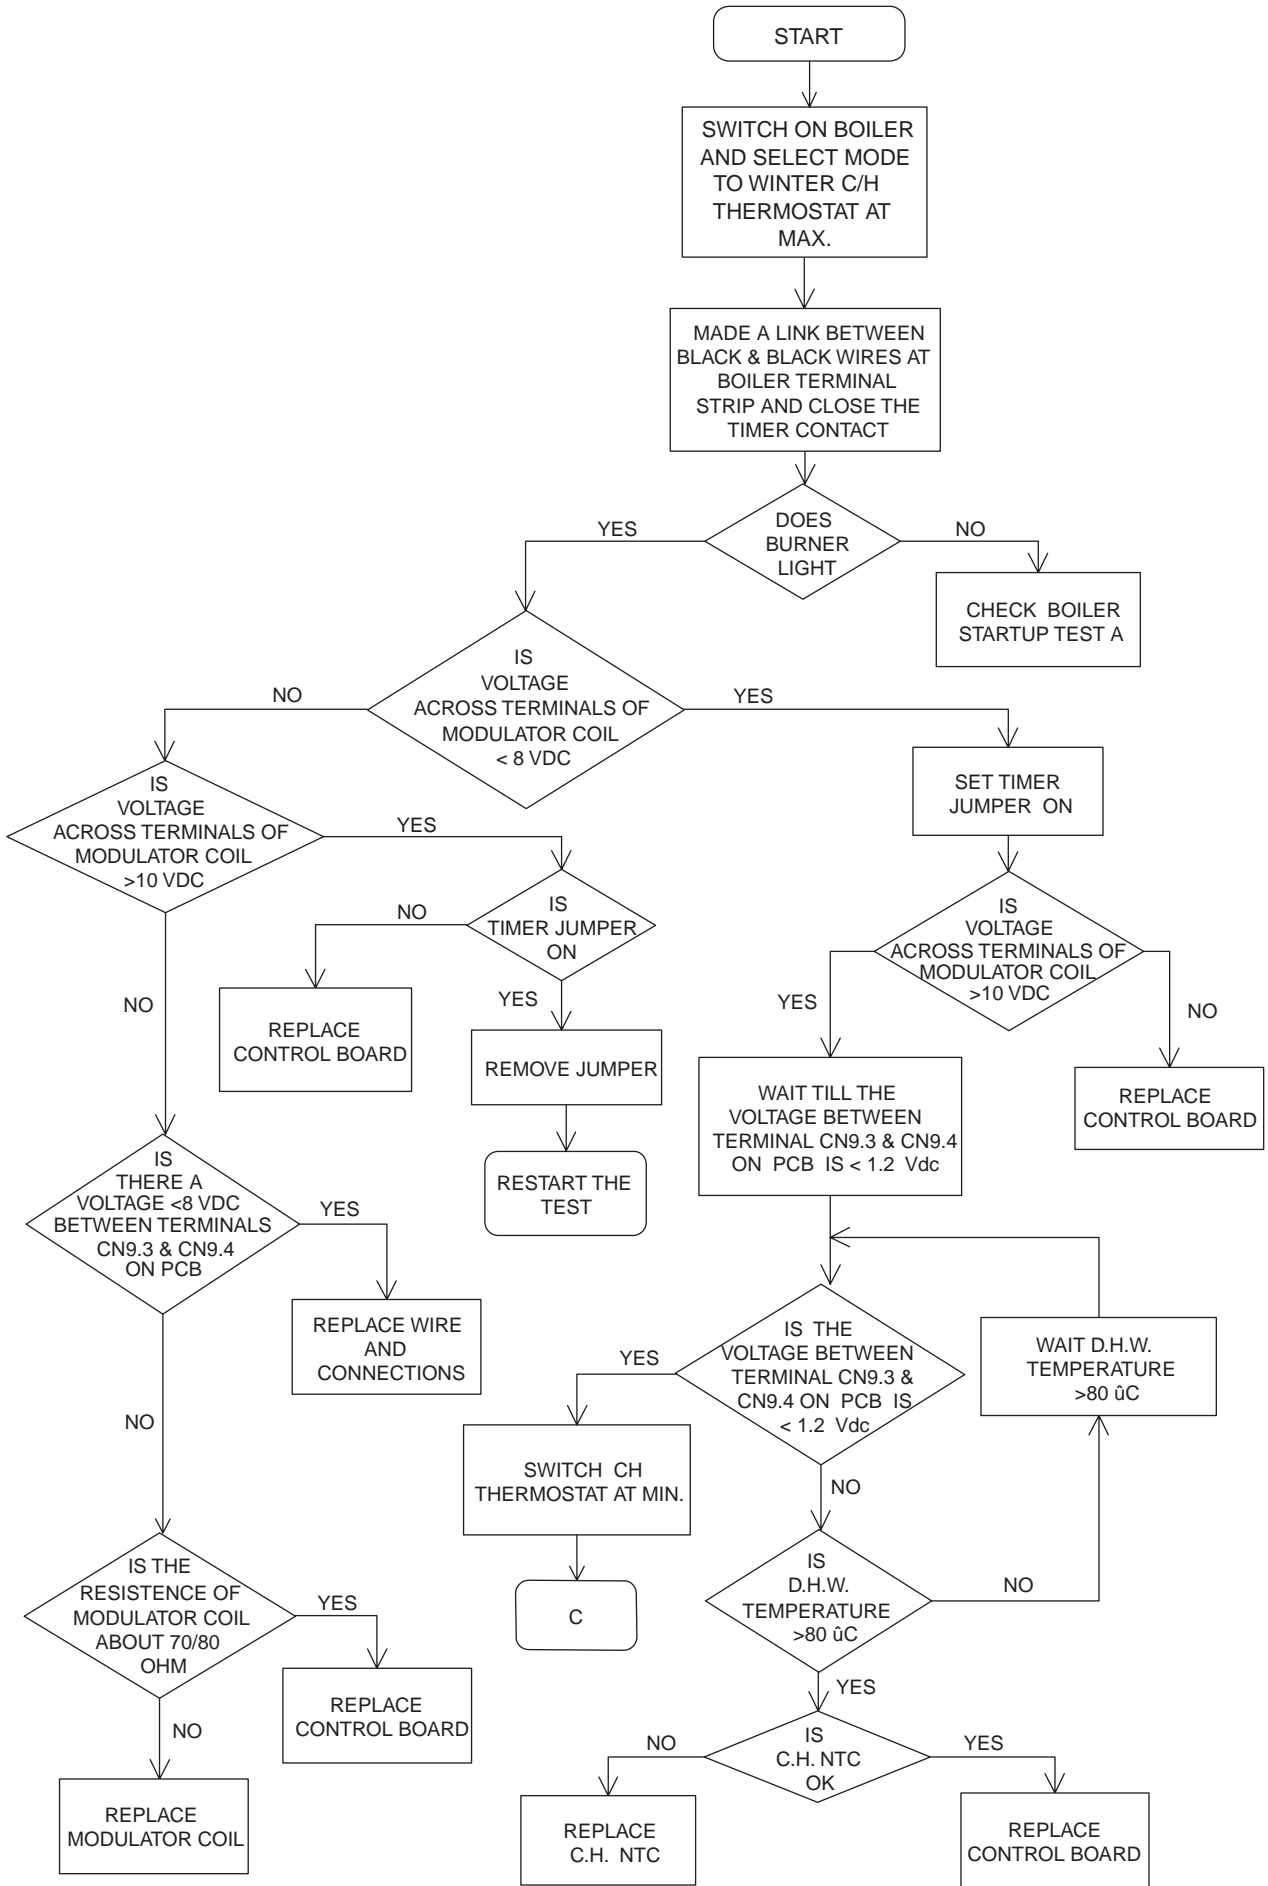 START
SWITCH ON BOILER
AND SELECT MODE
TO WINTER C/H
THERMOSTAT AT
MAX.
MADE A LINK BETWEEN
BLACK & BLACK WIRES AT
BOILER TERMINAL
STRIP AND CLOSE THE
TIMER CONTACT
DOES
BURNER
LIGHT
YES
NO
CHECK BOILER
STARTUP TEST A
IS
VOLTAGE
ACROSS TERMINALS OF
MODULATOR COIL
< 8 VDC
NO
YES
IS
VOLTAGE
ACROSS TERMINALS OF
MODULATOR COIL
>10 VDC
YES
NO
SET TIMER
JUMPER ON
IS
TIMER JUMPER
ON
NO
YES
REPLACE
CONTROL BOARD
REMOVE JUMPER
RESTART THE
TEST
IS
VOLTAGE
ACROSS TERMINALS OF
MODULATOR COIL
>10 VDC
YES
NO
WAIT TILL THE
VOLTAGE BETWEEN
TERMINAL CN9.3 & CN9.4
ON PCB IS < 1.2 Vdc
REPLACE
CONTROL BOARD
IS
THERE A
VOLTAGE <8 VDC
BETWEEN TERMINALS
CN9.3 & CN9.4
ON PCB
YES
NO
REPLACE WIRE
AND
CONNECTIONS
IS THE
VOLTAGE BETWEEN
TERMINAL CN9.3 &
CN9.4 ON PCB IS
< 1.2 Vdc
YES
NO
WAIT D.H.W.
TEMPERATURE
>80 ûC
SWITCH CH
THERMOSTAT AT MIN.
C
IS
D.H.W.
TEMPERATURE
>80 ûC
NO
YES
IS THE
RESISTENCE OF
MODULATOR COIL
ABOUT 70/80
OHM
YES
NO
REPLACE
CONTROL BOARD
REPLACE
MODULATOR COIL
IS
C.H. NTC
OK
NO
YES
REPLACE
C.H. NTC
REPLACE
CONTROL BOARD